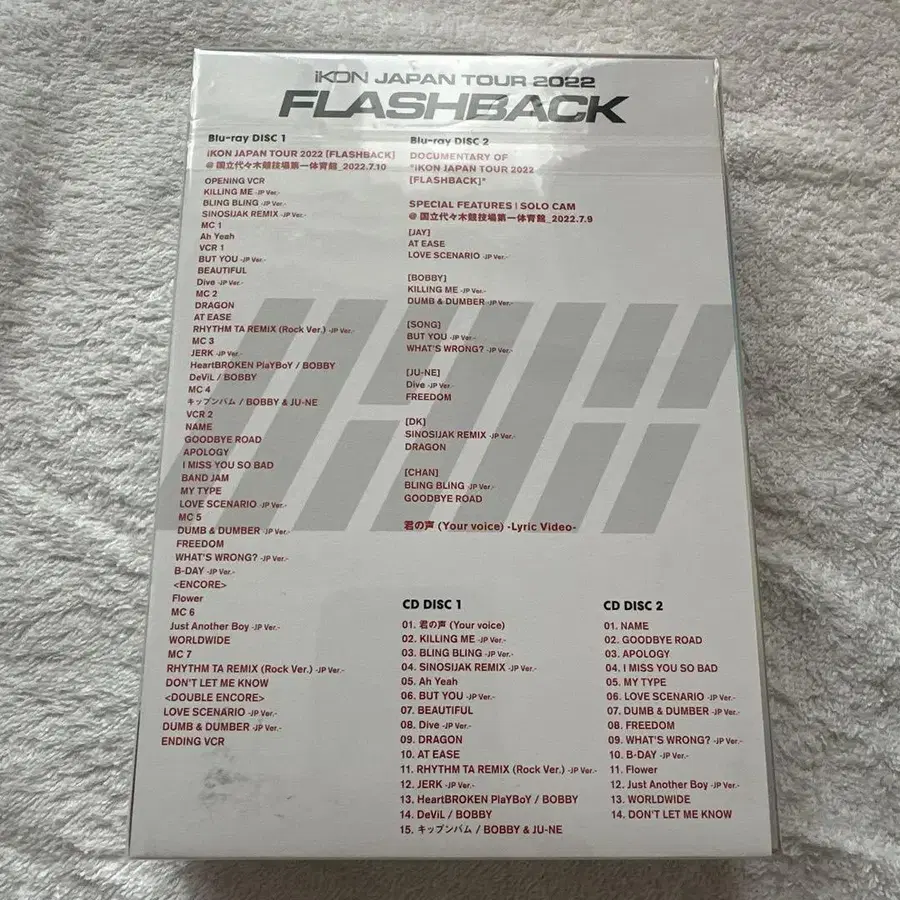 iKON JAPAN TOUR 2022
FLASHBACK
Blu-ray DISC 1
iKON JAPAN TOUR 2022 [FLASHBACK]
@ 国立代々木競技場第一体育館_2022.7.10
OPENING VCR
KILLING ME -JP Ver.-
BLING BLING -JP Ver.-
SINOSIJAK REMIX -JP Ver.-
MC 1
Ah Yeah
VCR 1
BUT YOU -JP Ver.-
BEAUTIFUL
Dive -JP Ver.-
MC 2
DRAGON
AT EASE
RHYTHM TA REMIX (Rock Ver.) -JP Ver.-
MC 3
JERK -JP Ver.-
HeartBROKEN PlaYBoY / BOBBY
DeViL / BOBBY
MC 4
キップンバム / BOBBY & JU-NE
VCR 2
NAME
GOODBYE ROAD
APOLOGY
I MISS YOU SO BAD
BAND JAM
MY TYPE
LOVE SCENARIO -JP Ver.-
MC 5
DUMB & DUMBER -JP Ver.-
FREEDOM
WHAT'S WRONG? -JP Ver.-
B-DAY -JP Ver.-
<ENCORE>
Flower
MC 6
Just Another Boy -JP Ver.-
WORLDWIDE
MC 7
RHYTHM TA REMIX (Rock Ver.) -JP Ver.-
DON'T LET ME KNOW
<DOUBLE ENCORE>
LOVE SCENARIO -JP Ver.-
DUMB & DUMBER -JP Ver.-
ENDING VCR
Blu-ray DISC 2
DOCUMENTARY OF
"iKON JAPAN TOUR 2022
[FLASHBACK]"
SPECIAL FEATURES | SOLO CAM
@ 国立代々木競技場第一体育館_2022.7.9
[JAY]
AT EASE
LOVE SCENARIO -JP Ver.-
[BOBBY]
KILLING ME -JP Ver.-
DUMB & DUMBER -JP Ver.-
[SONG]
BUT YOU -JP Ver.-
WHAT'S WRONG? -JP Ver.-
[JU-NE]
Dive -JP Ver.-
FREEDOM
[DK]
SINOSIJAK REMIX -JP Ver.-
DRAGON
[CHAN]
BLING BLING -JP Ver.-
GOODBYE ROAD
君の声 (Your voice) -Lyric Video-
CD DISC 1
01. 君の声 (Your voice)
02. KILLING ME -JP Ver.-
03. BLING BLING -JP Ver.-
04. SINOSIJAK REMIX -JP Ver.-
05. Ah Yeah
06. BUT YOU -JP Ver.-
07. BEAUTIFUL
08. Dive -JP Ver.-
09. DRAGON
10. AT EASE
11. RHYTHM TA REMIX (Rock Ver.) -JP Ver.-
12. JERK -JP Ver.-
13. HeartBROKEN PlaYBoY / BOBBY
14. DeViL / BOBBY
15. キップンバム / BOBBY & JU-NE
CD DISC 2
01. NAME
02. GOODBYE ROAD
03. APOLOGY
04. I MISS YOU SO BAD
05. MY TYPE
06. LOVE SCENARIO -JP Ver.-
07. DUMB & DUMBER -JP Ver.-
08. FREEDOM
09. WHAT'S WRONG? -JP Ver.-
10. B-DAY -JP Ver.-
11. Flower
12. Just Another Boy -JP Ver.-
13. WORLDWIDE
14. DON'T LET ME KNOW